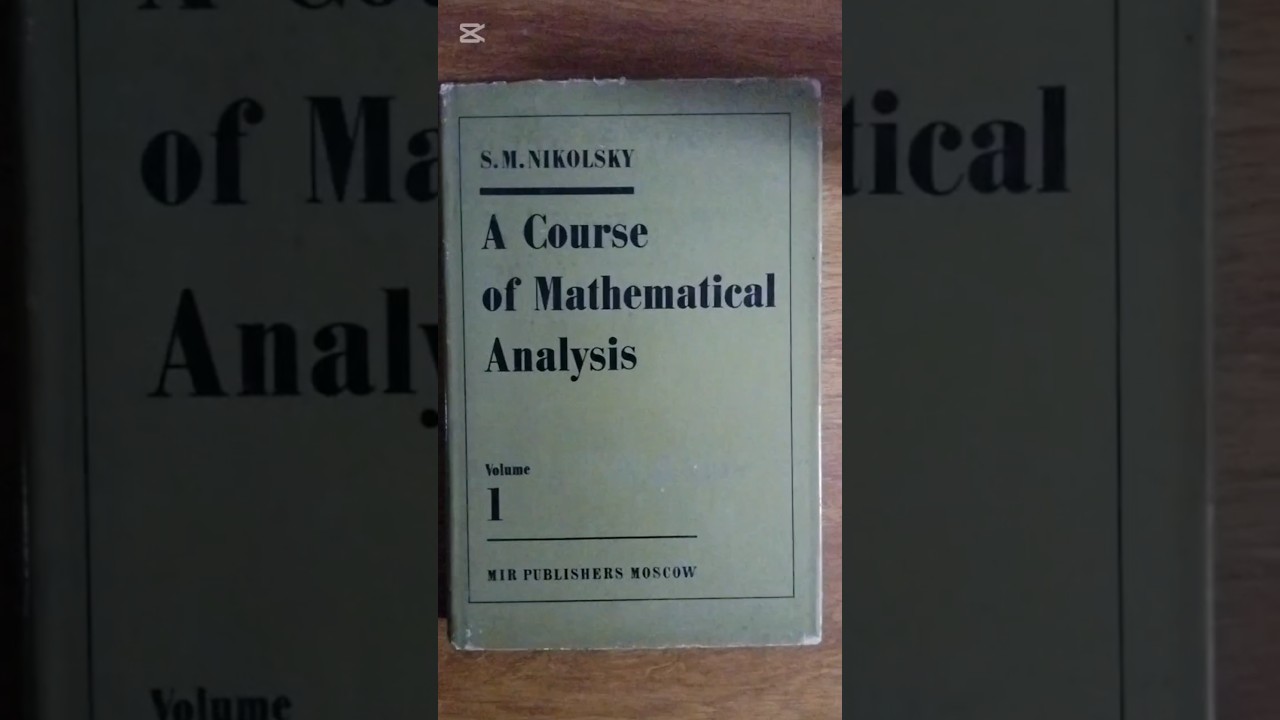 S.M.NIKOLSKY
A Course
of Mathematical
Analysis
Volume
1
MIR PUBLISHERS MOSCOW